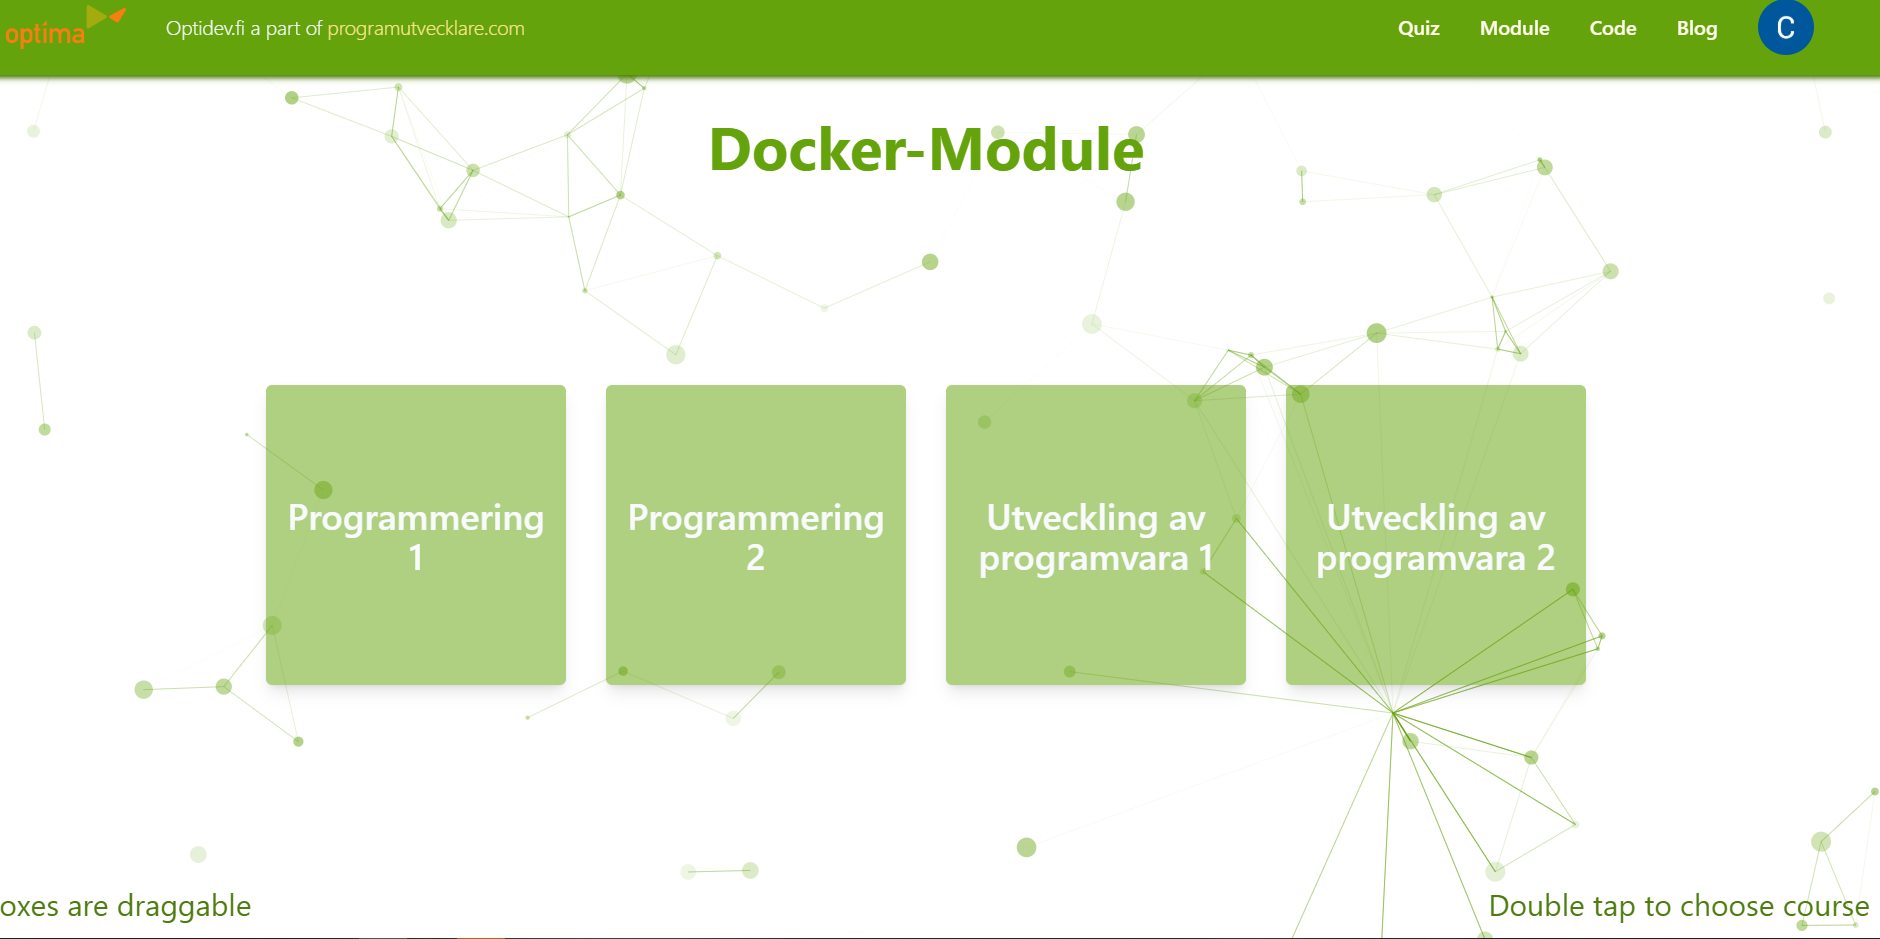 optima
Optidev.fi a part of programutvecklare.com
Quiz
Module
Code
Blog
C
Docker-Module
Programmering
1
Programmering
2
Utveckling av
programvara 1
Utveckling av
programvara 2
oxes are draggable
Double tap to choose course